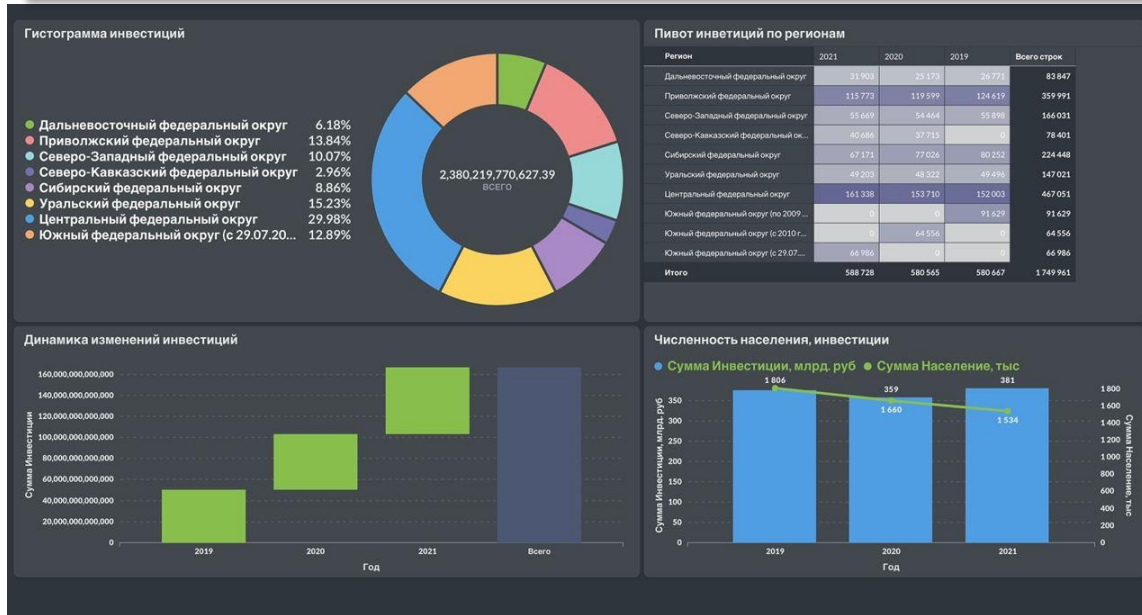 Гистограмма инвестиций
Дальневосточный федеральный округ 6.18%
Приволжский федеральный округ 13.84%
Северо-Западный федеральный округ 10.07%
Северо-Кавказский федеральный округ 2.96%
Сибирский федеральный округ 8.86%
Уральский федеральный округ 15.23%
Центральный федеральный округ 29.98%
Южный федеральный округ (с 29.07.20... 12.89%
2,380,219,770,627.39
ВСЕГО
Пивот инветиций по регионам
Регион 2021 2020 2019 Всего строк
Дальневосточный федеральный округ 31 903 25 173 26 771 83 847
Приволжский федеральный округ 115 773 119 599 124 619 359 991
Северо-Западный федеральный округ 55 669 54 464 55 898 166 031
Северо-Кавказский федеральный ок... 40 686 37 715 0 78 401
Сибирский федеральный округ 67 171 77 026 80 252 224 448
Уральский федеральный округ 49 203 48 322 49 496 147 021
Центральный федеральный округ 161 338 153 710 152 003 467 051
Южный федеральный округ (по 2009 ... 0 0 91 629 91 629
Южный федеральный округ (с 2010 г... 0 64 556 0 64 556
Южный федеральный округ (с 29.07.... 66 986 0 0 66 986
Итого 588 728 580 565 580 667 1 749 961
Динамика изменений инвестиций
Сумма Инвестиции
160,000,000,000,000
140,000,000,000,000
120,000,000,000,000
100,000,000,000,000
80,000,000,000,000
60,000,000,000,000
40,000,000,000,000
20,000,000,000,000
0
2019 2020 2021 Всего
Год
Численность населения, инвестиции
Сумма Инвестиции, млрд. руб Сумма Население, тыс
Сумма Инвестиции, млрд. руб
350
300
250
200
150
100
50
0
1 806
359
1 660
381
1 534
1 800
1 600
1 400
1 200
1 000
800
600
400
200
0
Сумма Население, тыс
2019 2020 2021
Год